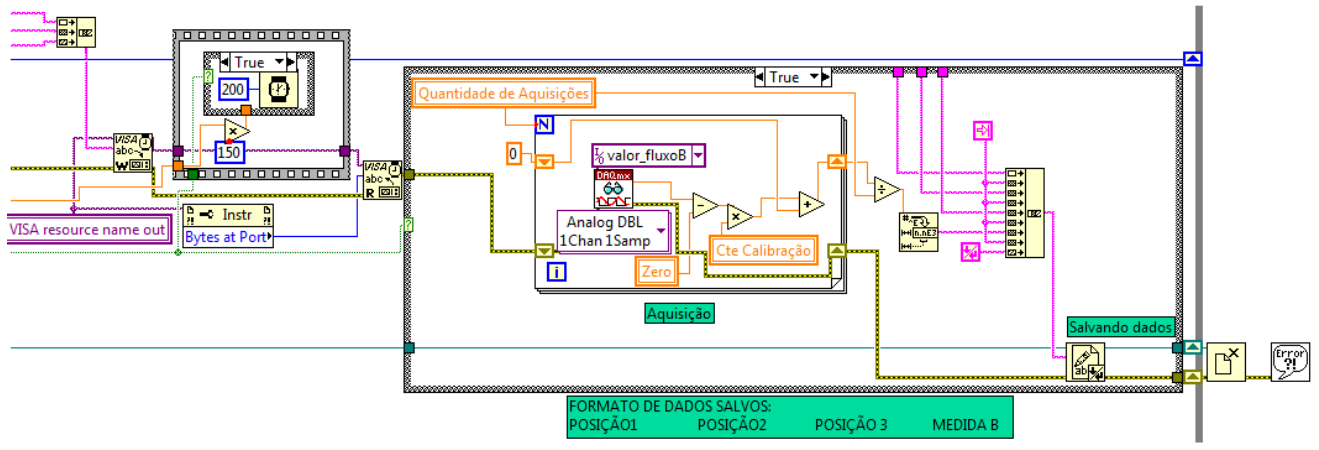 True
200
150
VISA
abc
W
VISA
abc
R
Instr
Bytes at Port
VISA resource name out
True
Quantidade de Aquisições
N
0
valor_fluxoB
DAQmx
Analog DBL
1Chan 1Samp
Zero
Cte Calibração
i
Aquisição
Salvando dados
ab
Error
?!
FORMATO DE DADOS SALVOS:
POSIÇÃO1 POSIÇÃO2 POSIÇÃO 3 MEDIDA B